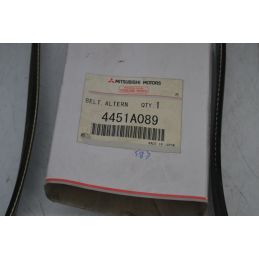 MITSUBISHI MOTORS
BELT, ALTERN QTY.1
4451A089
MADE IN JAPAN